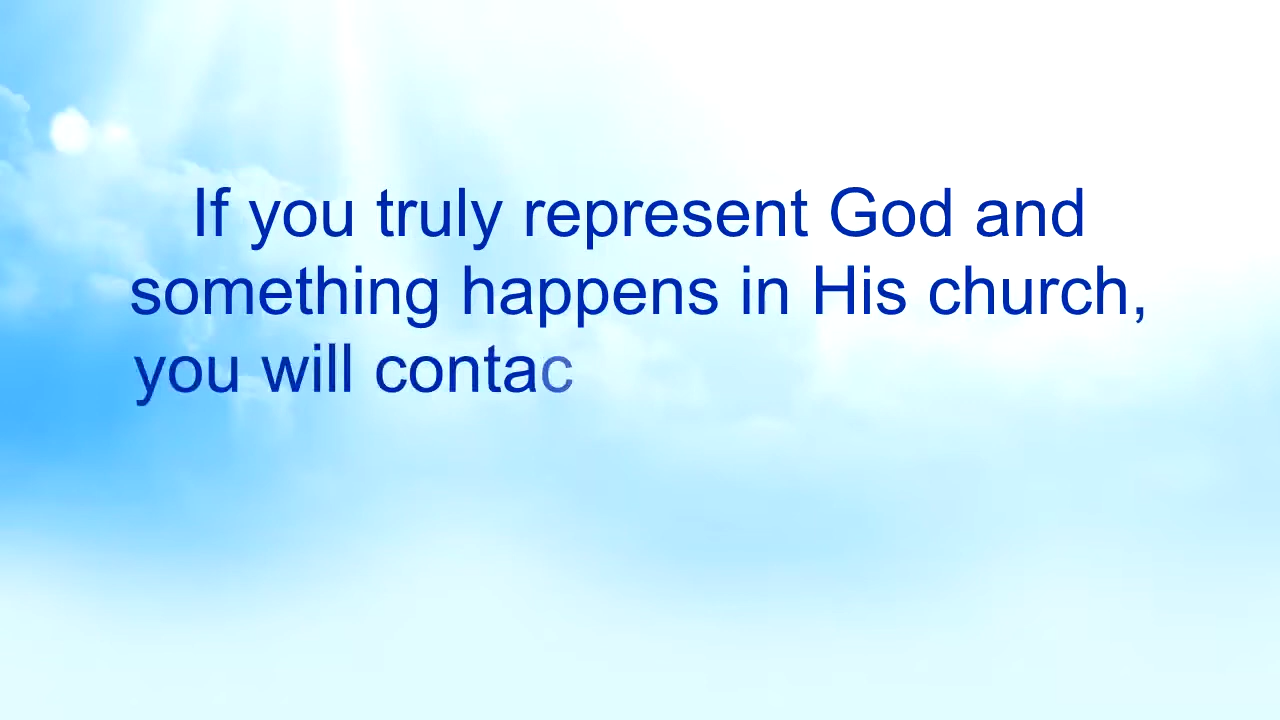 If you truly represent God and
something happens in His church,
you will contac